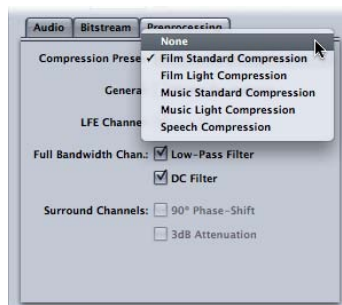 Audio Bitstream Preprocessing
None
Compression Prese ✓ Film Standard Compression
Film Light Compression
Genera Music Standard Compression
Music Light Compression
LFE Channe Speech Compression
Full Bandwidth Chan.: Low-Pass Filter
DC Filter
Surround Channels: 90° Phase-Shift
3dB Attenuation